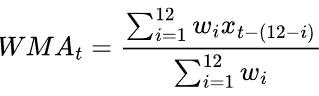 WMA_t = \frac{\sum_{i=1}^{12} w_i x_{t-(12-i)}}{\sum_{i=1}^{12} w_i}